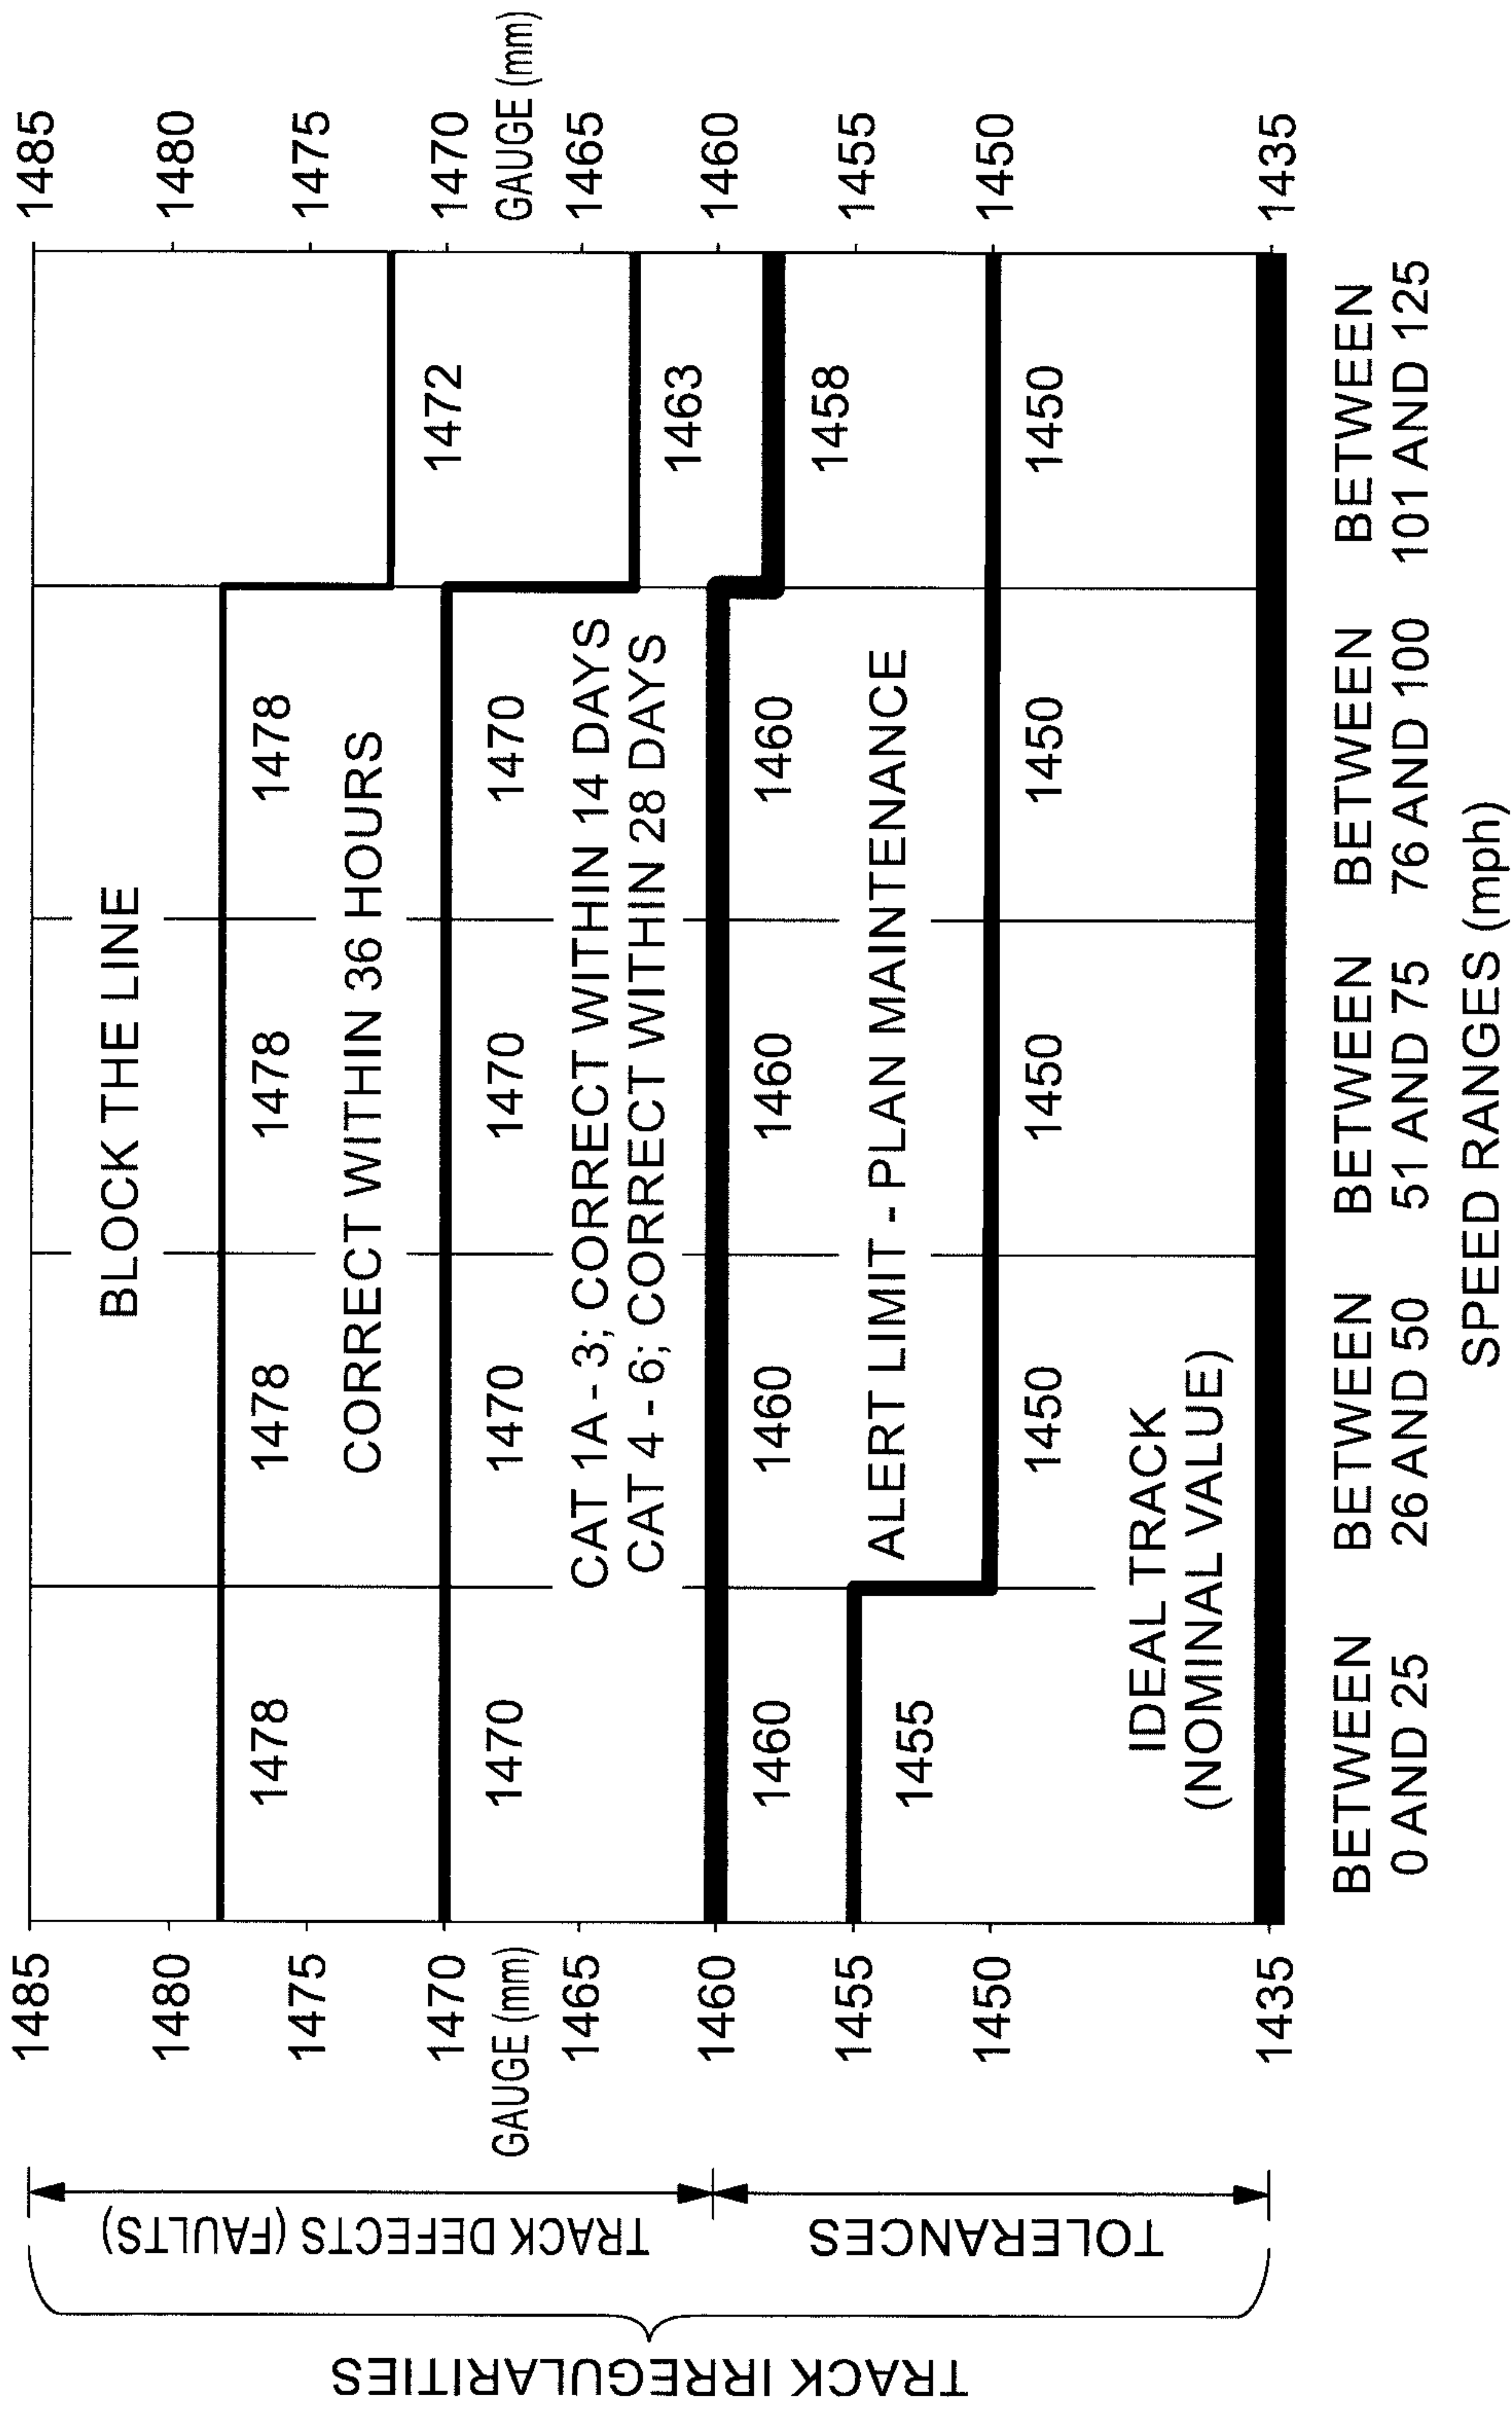 TRACK IRREGULARITIES
TRACK DEFECTS (FAULTS)
TOLERANCES
GAUGE (mm)
1485
1480
1475
1470
1465
1460
1455
1450
1435
BLOCK THE LINE
1478
1478
1478
1478
1472
CORRECT WITHIN 36 HOURS
1470
1470
1470
1470
1463
CAT 1A - 3; CORRECT WITHIN 14 DAYS
CAT 4 - 6; CORRECT WITHIN 28 DAYS
1460
1460
1460
1460
1458
ALERT LIMIT - PLAN MAINTENANCE
1455
1450
1450
1450
1450
IDEAL TRACK
(NOMINAL VALUE)
1485
1480
1475
1470
GAUGE (mm)
1465
1460
1455
1450
1435
BETWEEN
0 AND 25
BETWEEN
26 AND 50
BETWEEN
51 AND 75
BETWEEN
76 AND 100
BETWEEN
101 AND 125
SPEED RANGES (mph)